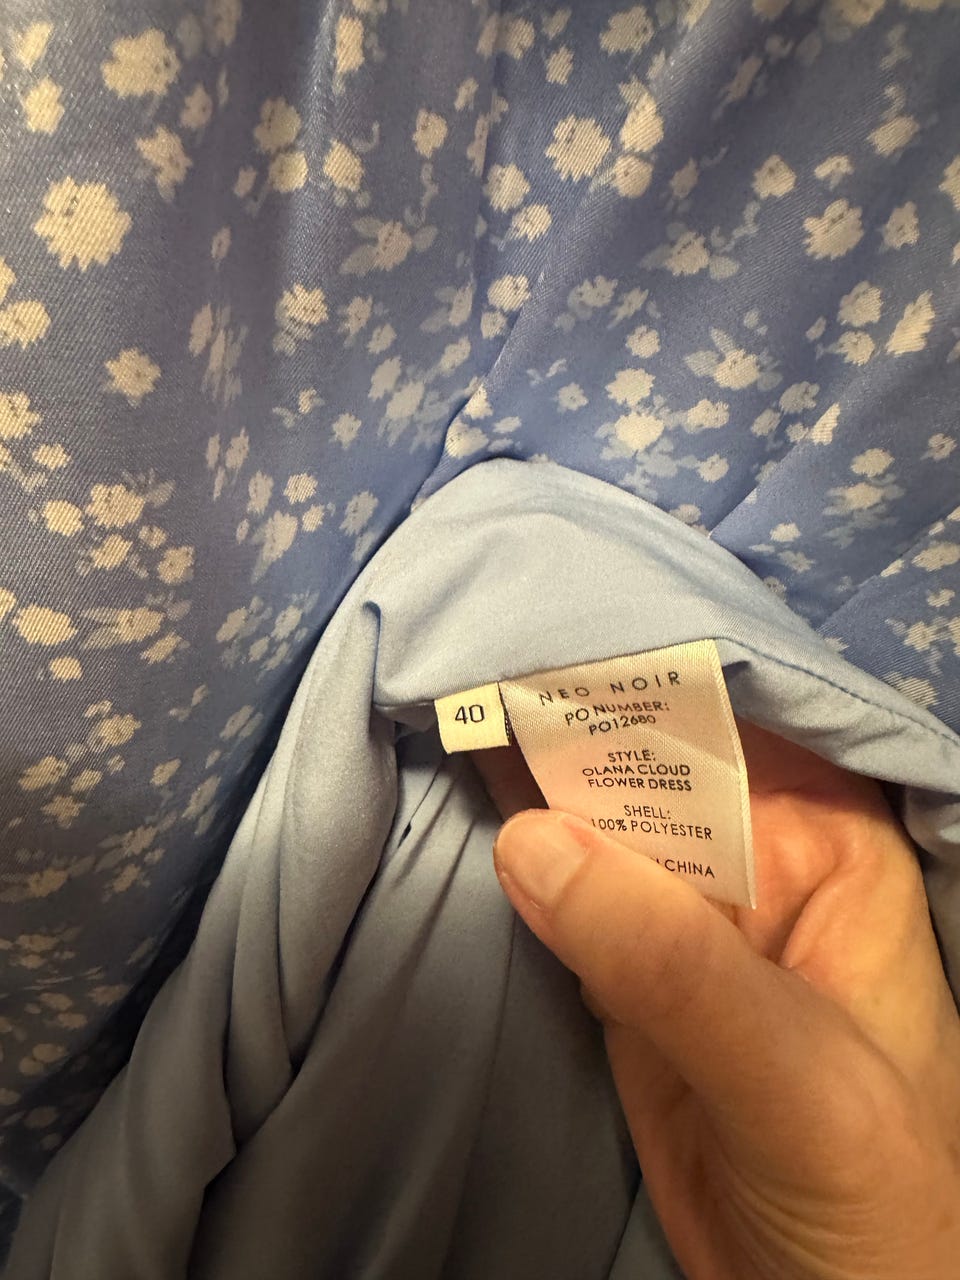 40
NEO NOIR
PO NUMBER:
PO12680
STYLE:
OLANA CLOUD
FLOWER DRESS
SHELL:
100% POLYESTER
CHINA